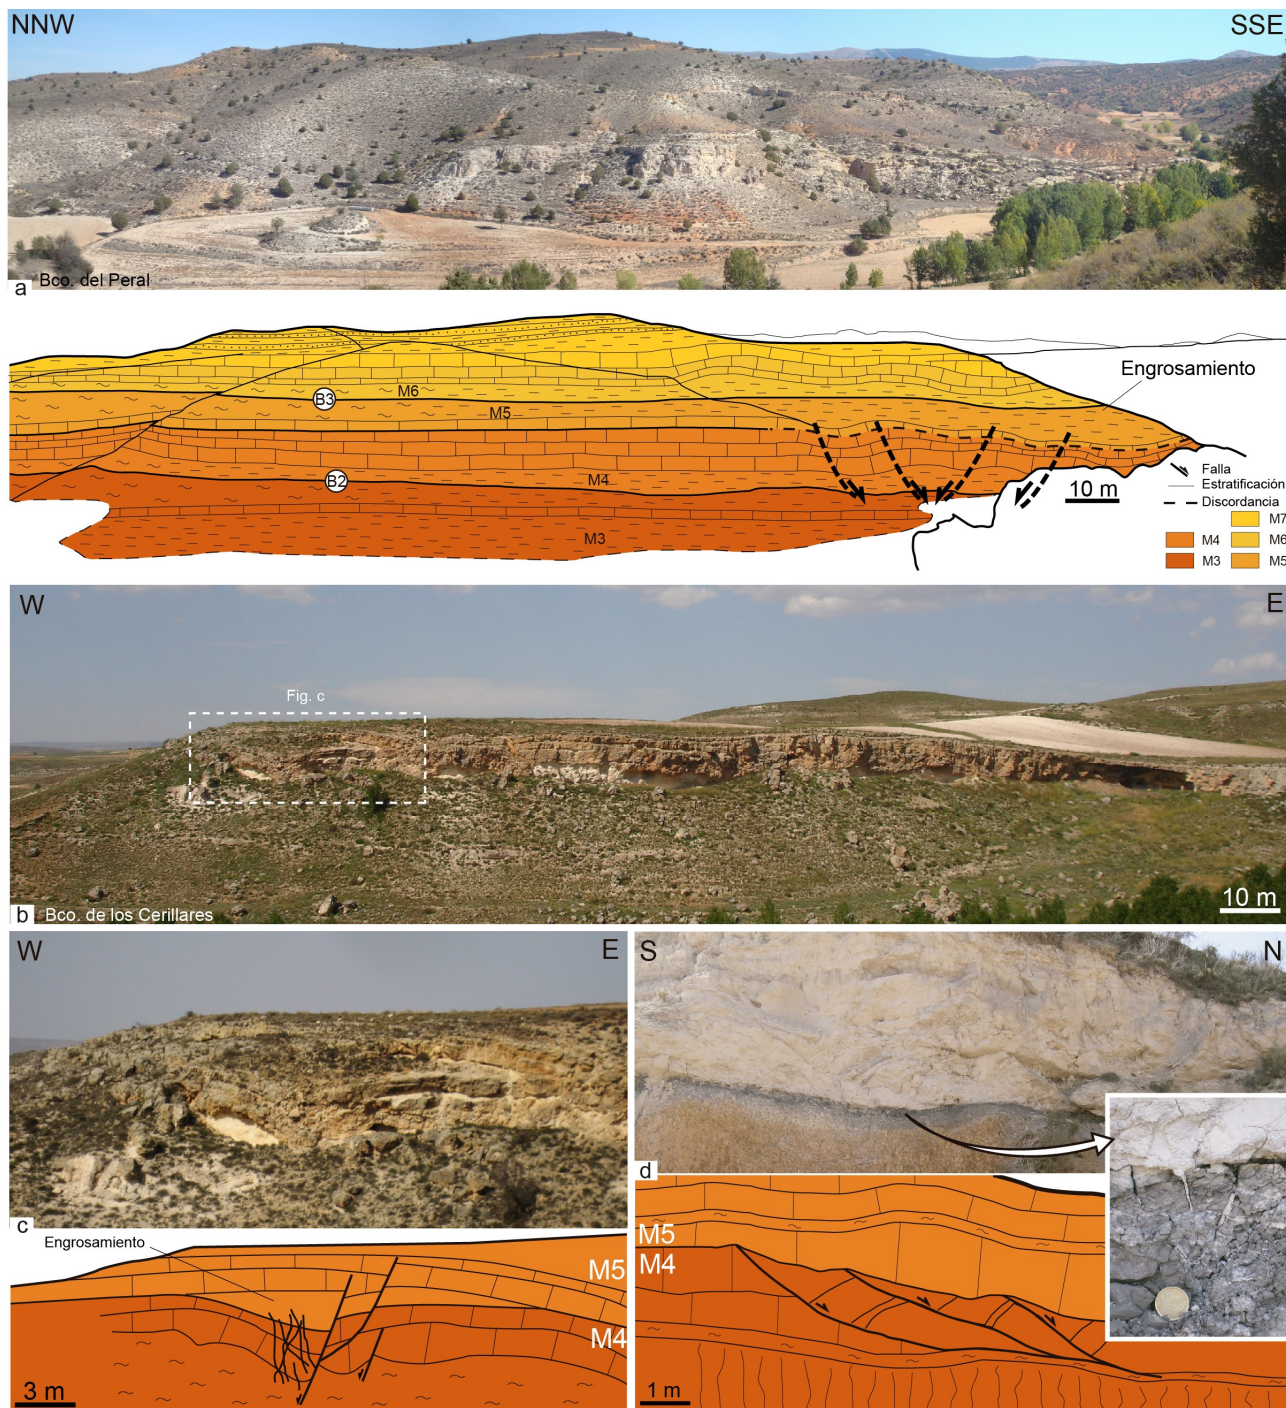 NNW
SSE
a
Bco. del Peral
Engrosamiento
M6
B3
M5
B2
M4
M3
10 m
Falla
Estratificación
Discordancia
M7
M4
M6
M3
M5
W
E
Fig. c
b
Bco. de los Cerillares
10 m
W
E
c
Engrosamiento
M5
M4
3 m
S
N
d
M5
M4
1 m